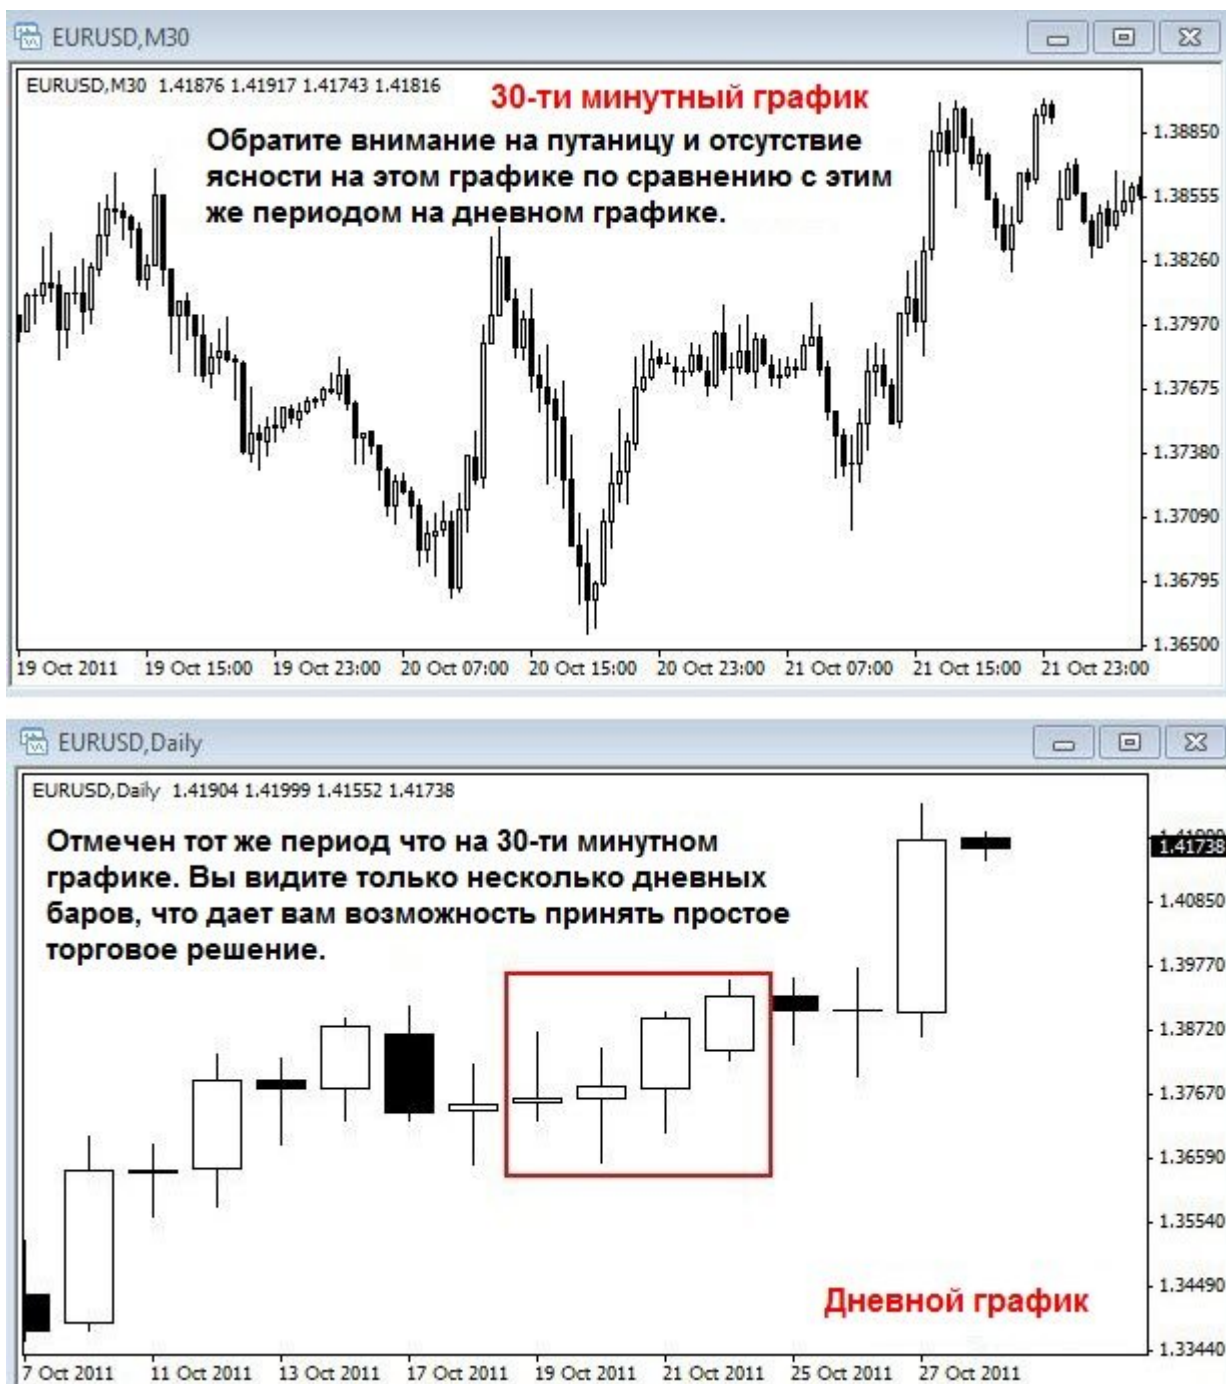 EURUSD,M30
EURUSD,M30 1.41876 1.41917 1.41743 1.41816
30-ти минутный график
Обратите внимание на путаницу и отсутствие
ясности на этом графике по сравнению с этим
же периодом на дневном графике.
1.38850
1.38555
1.38260
1.37970
1.37675
1.37380
1.37090
1.36795
1.36500
19 Oct 2011 19 Oct 15:00 19 Oct 23:00 20 Oct 07:00 20 Oct 15:00 20 Oct 23:00 21 Oct 07:00 21 Oct 15:00 21 Oct 23:00
EURUSD,Daily
EURUSD,Daily 1.41904 1.41999 1.41552 1.41738
Отмечен тот же период что на 30-ти минутном
графике. Вы видите только несколько дневных
баров, что дает вам возможность принять простое
торговое решение.
1.41738
1.40850
1.39770
1.38720
1.37670
1.36590
1.35540
1.34490
1.33440
Дневной график
7 Oct 2011 11 Oct 2011 13 Oct 2011 17 Oct 2011 19 Oct 2011 21 Oct 2011 25 Oct 2011 27 Oct 2011